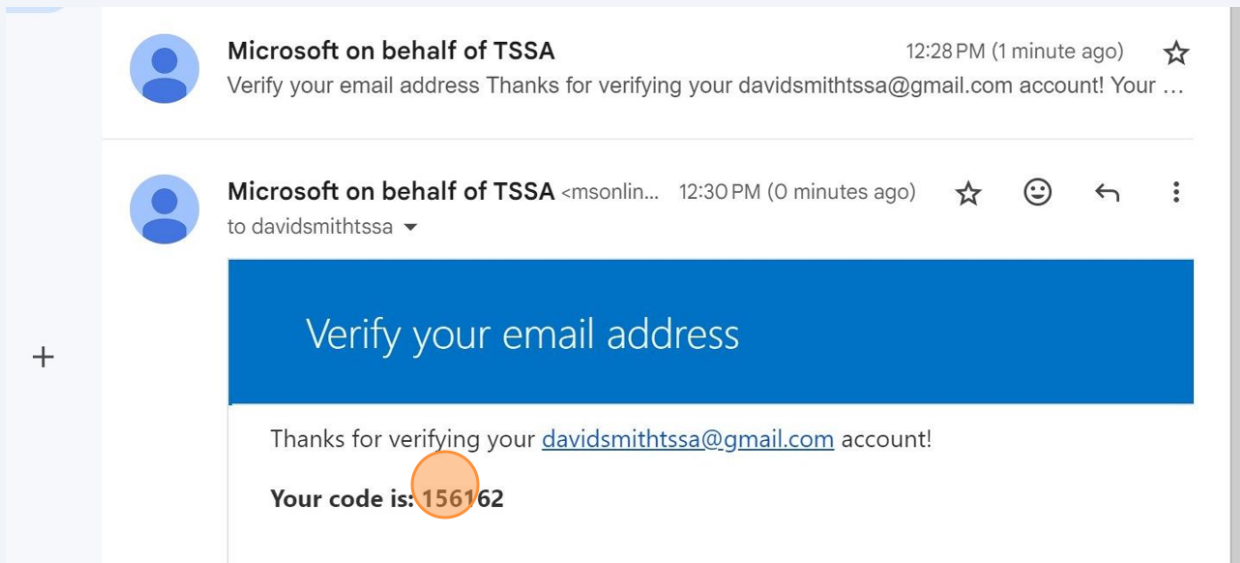 Microsoft on behalf of TSSA 12:28 PM (1 minute ago)
Verify your email address Thanks for verifying your davidsmithtssa@gmail.com account! Your ...
Microsoft on behalf of TSSA <msonlin... 12:30 PM (0 minutes ago)
to davidsmithtssa
Verify your email address
Thanks for verifying your davidsmithtssa@gmail.com account!
Your code is: 156162